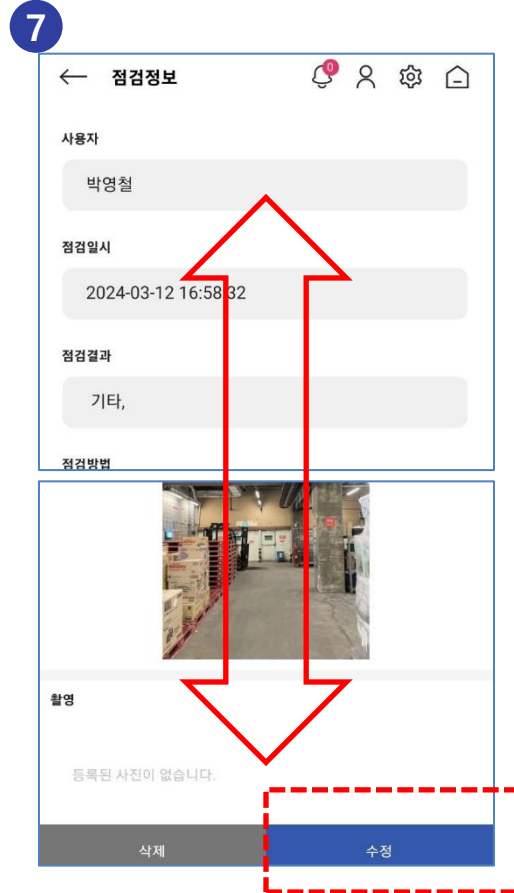 7
점검정보
0
사용자
박영철
점검일시
2024-03-12 16:58:32
점검결과
기타,
점검방법
촬영
등록된 사진이 없습니다.
삭제
수정